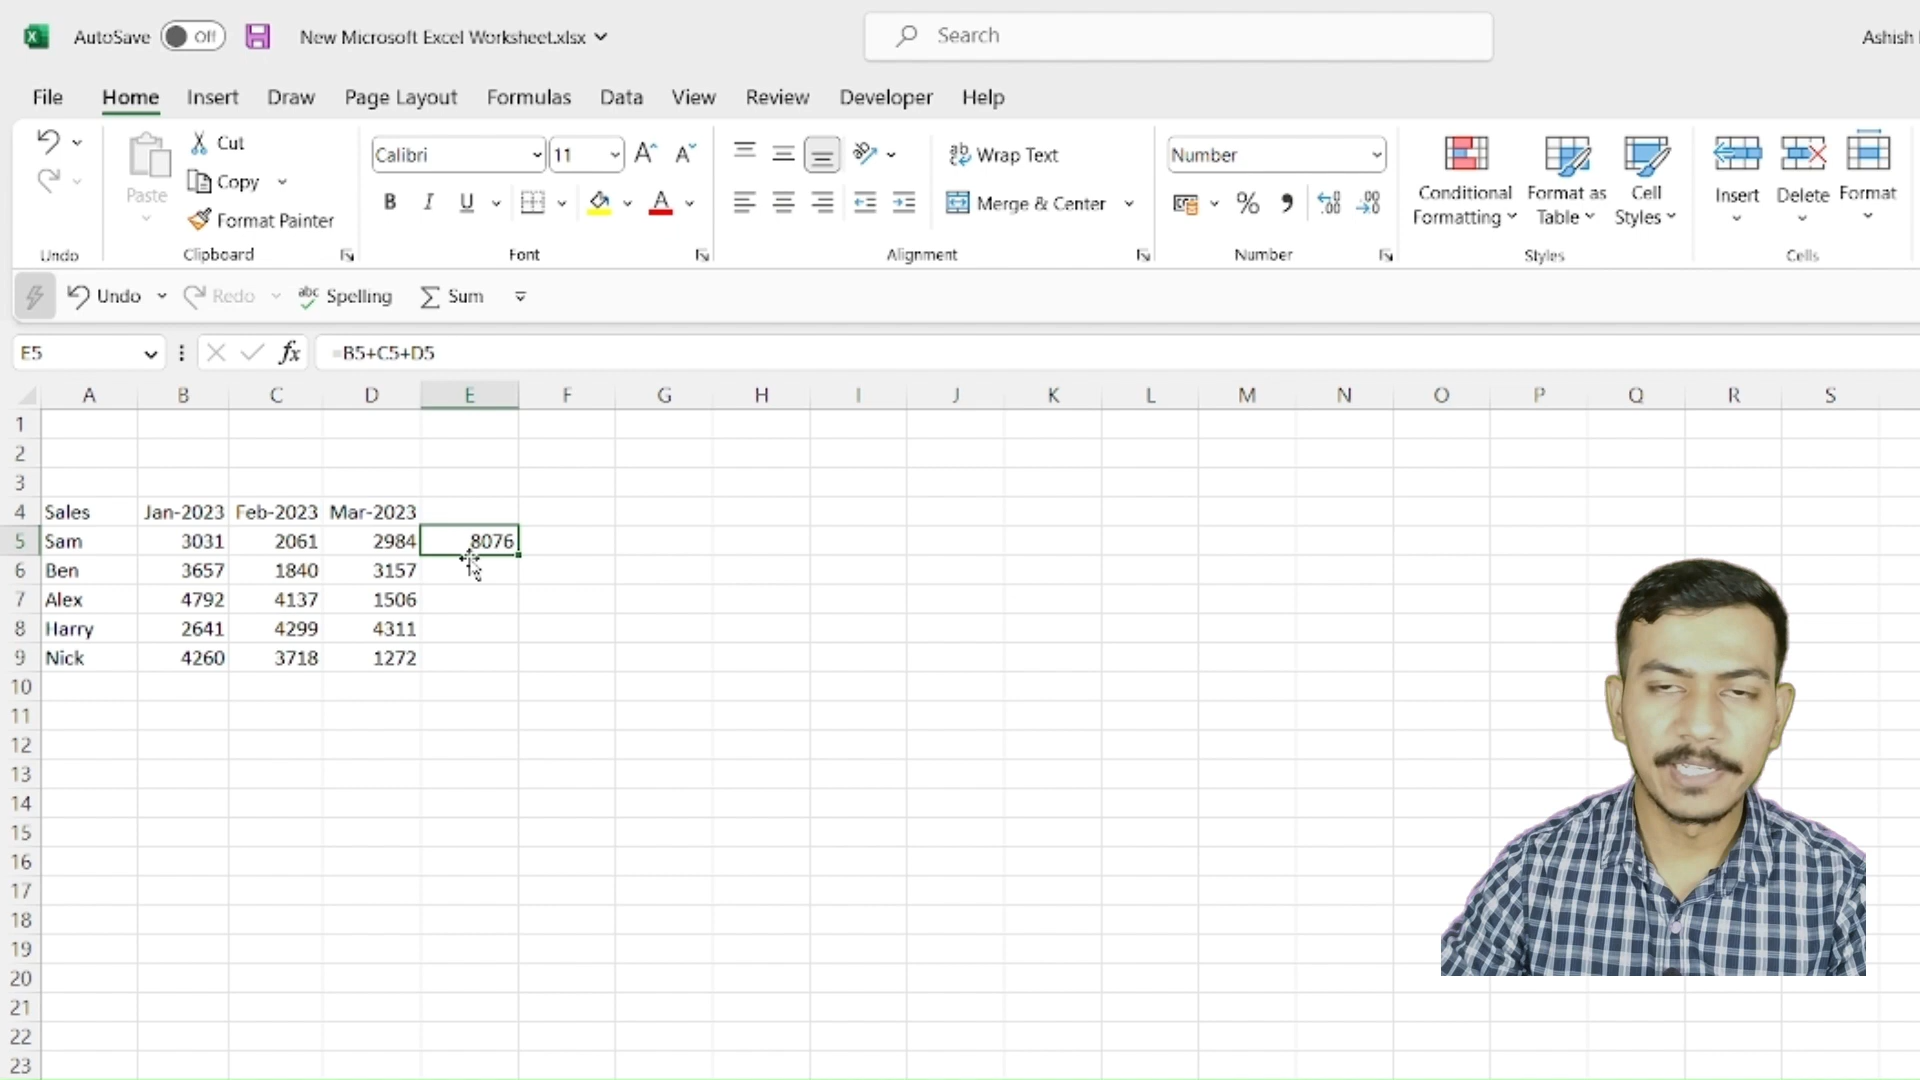 AutoSave Off New Microsoft Excel Worksheet.xlsx Search Ashish
File Home Insert Draw Page Layout Formulas Data View Review Developer Help
Paste Cut Copy Format Painter
Calibri 11 B I U A
ab Wrap Text
Merge & Center
Number % 9
Conditional Formatting
Format as Table
Cell Styles
Insert Delete Format
Undo Clipboard Font Alignment Number Styles Cells
Undo Redo abc Spelling Sum
E5 fx =B5+C5+D5
A B C D E F G H I J K L M N O P Q R S
1
2
3
4 Sales Jan-2023 Feb-2023 Mar-2023
5 Sam 3031 2061 2984 8076
6 Ben 3657 1840 3157
7 Alex 4792 4137 1506
8 Harry 2641 4299 4311
9 Nick 4260 3718 1272
10
11
12
13
14
15
16
17
18
19
20
21
22
23